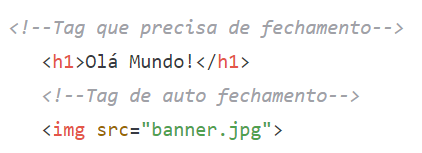 <!--Tag que precisa de fechamento-->
<h1>Olá Mundo!</h1>
<!--Tag de auto fechamento-->
<img src="banner.jpg">